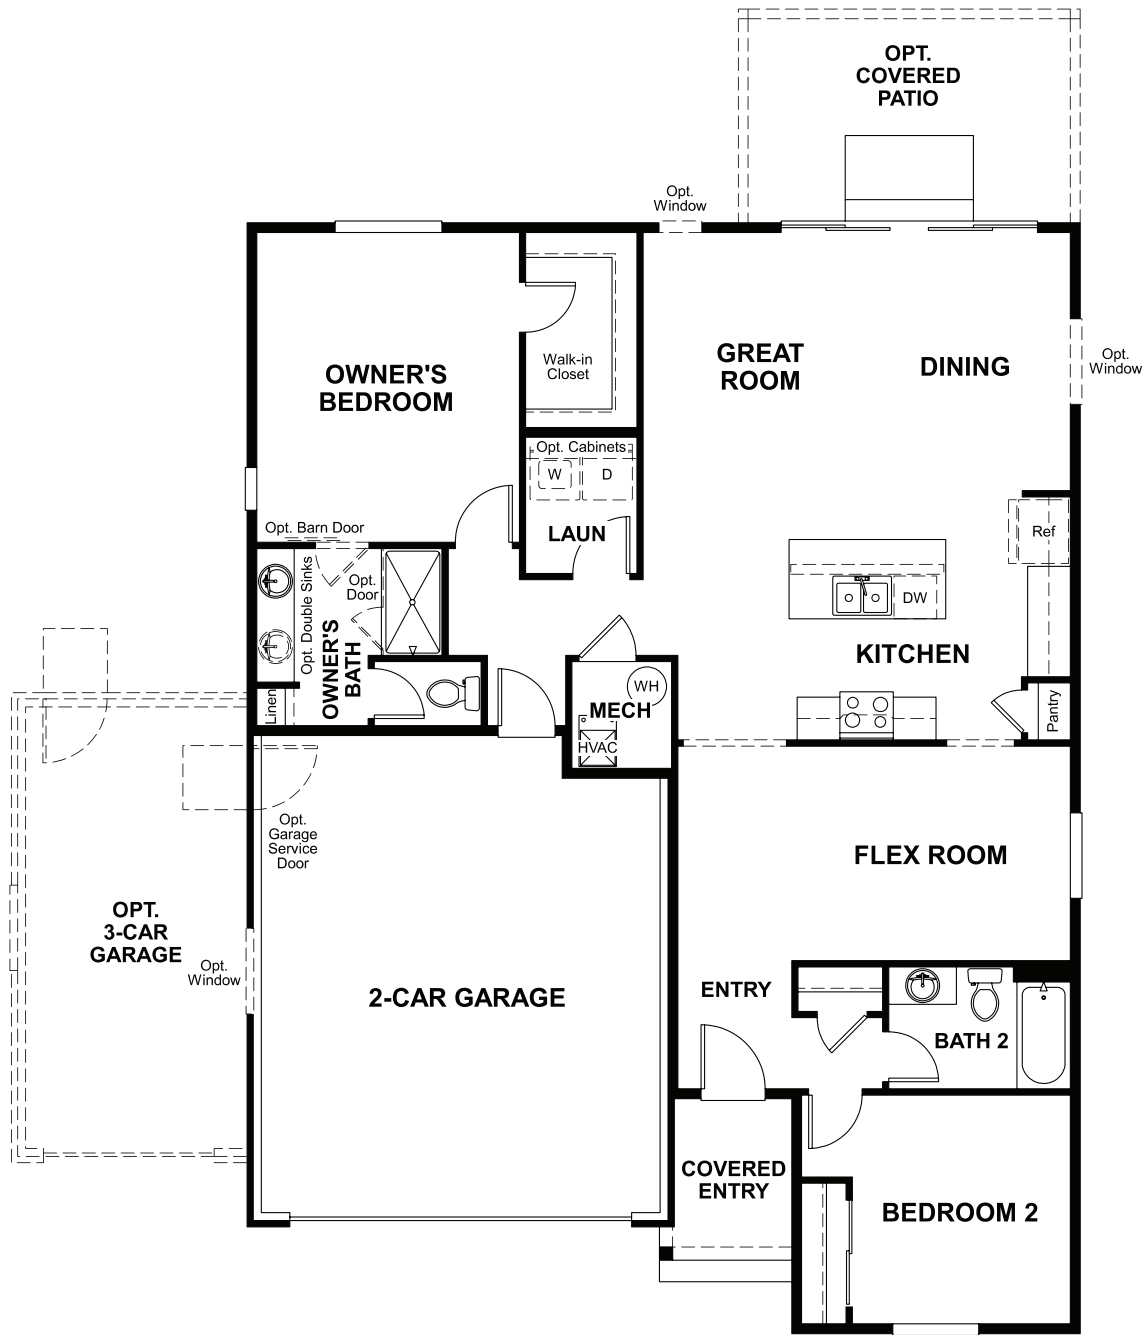 OPT.
COVERED
PATIO
Opt.
Window
OWNER'S
BEDROOM
Walk-in
Closet
GREAT
ROOM
DINING
Opt.
Window
Opt. Cabinets
W
D
LAUN
Opt. Barn Door
Opt. Double Sinks
Opt.
Door
OWNER'S
BATH
Linen
Ref
DW
KITCHEN
Pantry
WH
MECH
HVAC
Opt.
Garage
Service
Door
FLEX ROOM
OPT.
3-CAR
GARAGE
Opt.
Window
2-CAR GARAGE
ENTRY
BATH 2
COVERED
ENTRY
BEDROOM 2